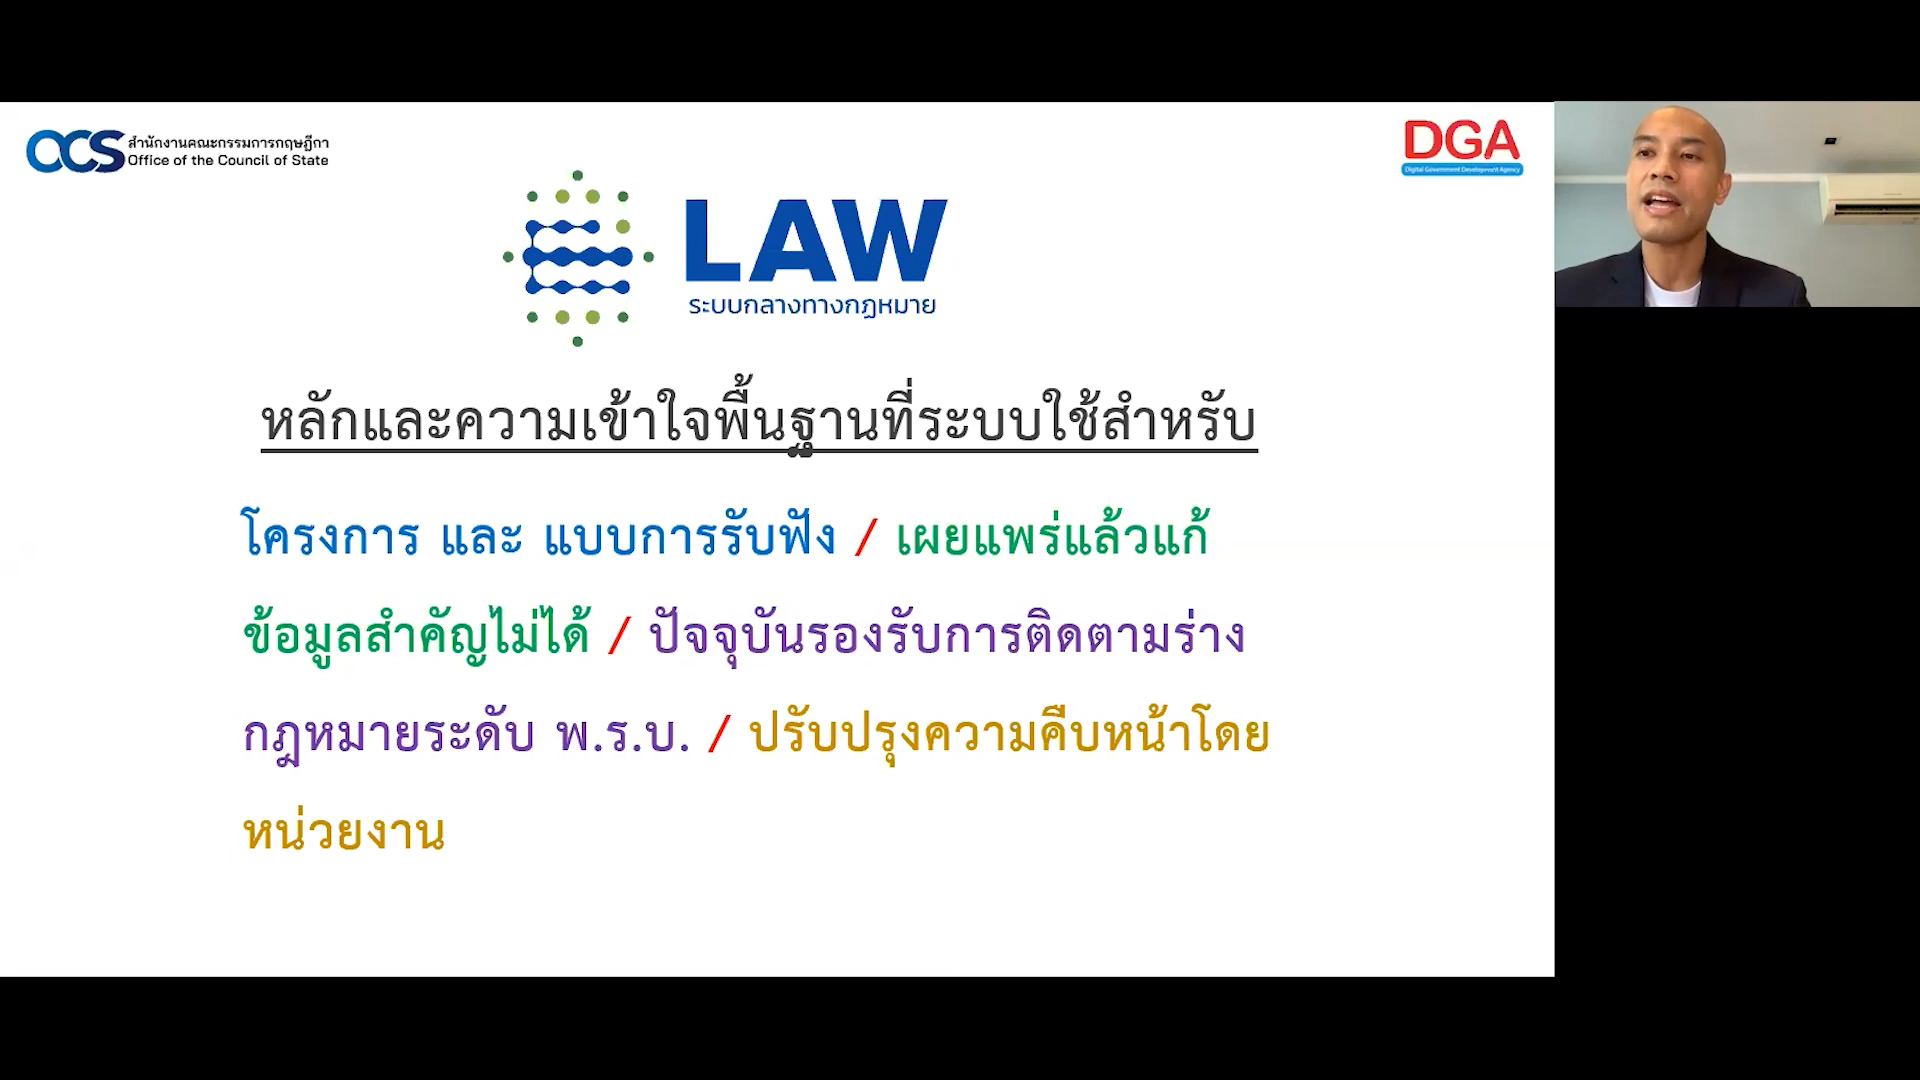 OCS สำนักงานคณะกรรมการกฤษฎีกา
Office of the Council of State
DGA
Digital Government Development Agency
LAW
ระบบกลางทางกฎหมาย
หลักและความเข้าใจพื้นฐานที่ระบบใช้สำหรับ
โครงการ และ แบบการรับฟัง / เผยแพร่แล้วแก้
ข้อมูลสำคัญไม่ได้ / ปัจจุบันรองรับการติดตามร่าง
กฎหมายระดับ พ.ร.บ. / ปรับปรุงความคืบหน้าโดย
หน่วยงาน